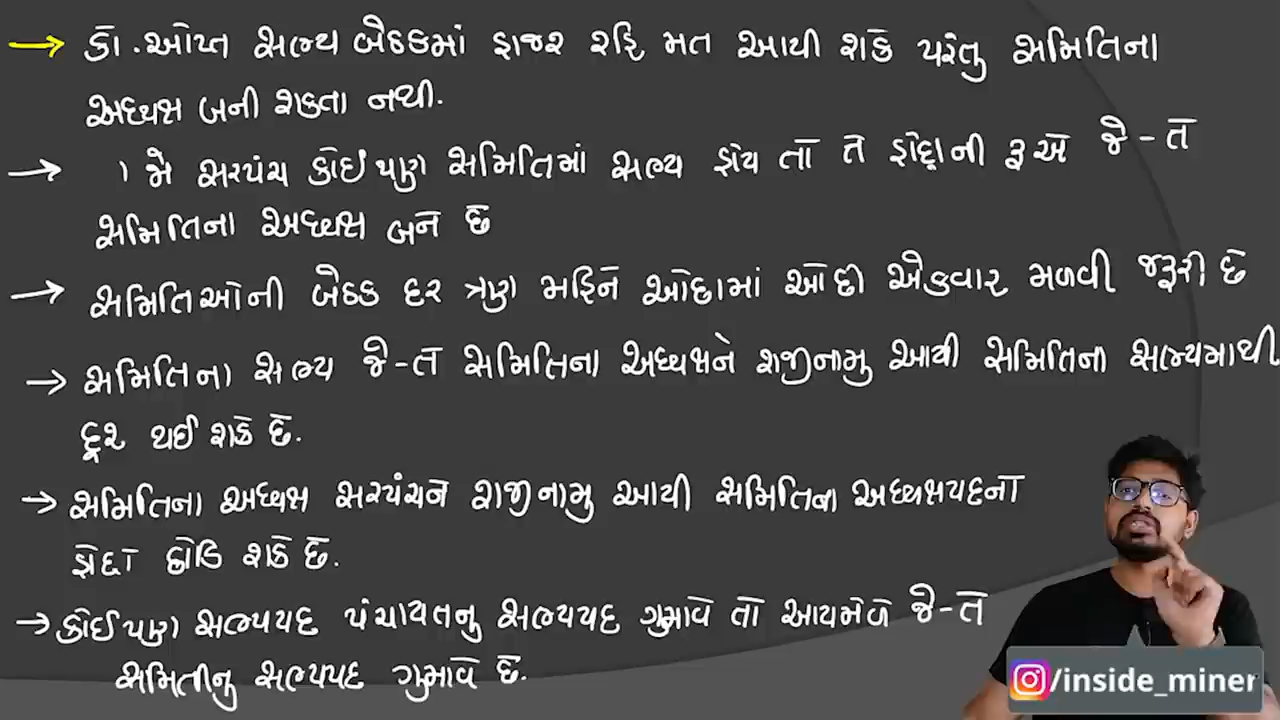 કો.ઓપ્ત સભ્ય બેઠકમાં હાજર રહિ મત આપી શકે પરંતુ સમિતિના
અધ્યક્ષ બની શકતા નથી.
મે સરપંચ કોઈપણ સમિતિમાં સભ્ય હોય તો તે હોદ્દાની રૂએ જે-તે
સમિતિના અધ્યક્ષ બને છે
સમિતિઓની બેઠક દર ત્રણ મહિને ઓછામાં ઓછી એકવાર મળવી જરૂરી છે
સમિતિના સભ્ય જે-તે સમિતિના અધ્યક્ષને રાજીનામુ આપી સમિતિના સભ્યમાથી
દૂર થઈ શકે છે.
સમિતિના અધ્યક્ષ સરપંચને રાજીનામુ આપી સમિતિના અધ્યક્ષપદનો
હોદો છોડિ શકે છે.
કોઈપણ સભ્યપદ પંચાયતનુ સભ્યપદ ગુમાવે તો આપમેળે જે-તે
સમિતીનુ સભ્યપદ ગુમાવે છે.
/inside_miner